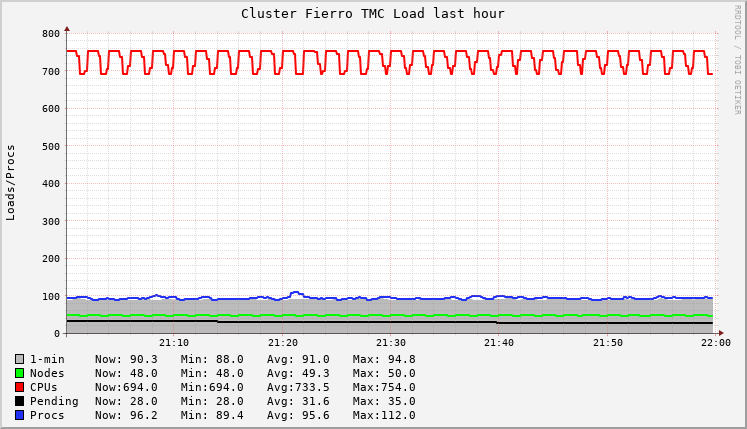 Cluster Fierro TMC Load last hour
RRDTOOL / TOBI OETIKER
Loads/Procs
800
700
600
500
400
300
200
100
0
21:10 21:20 21:30 21:40 21:50 22:00
1-min Now: 90.3 Min: 88.0 Avg: 91.0 Max: 94.8
Nodes Now: 48.0 Min: 48.0 Avg: 49.3 Max: 50.0
CPUs Now:694.0 Min:694.0 Avg:733.5 Max:754.0
Pending Now: 28.0 Min: 28.0 Avg: 31.6 Max: 35.0
Procs Now: 96.2 Min: 89.4 Avg: 95.6 Max:112.0